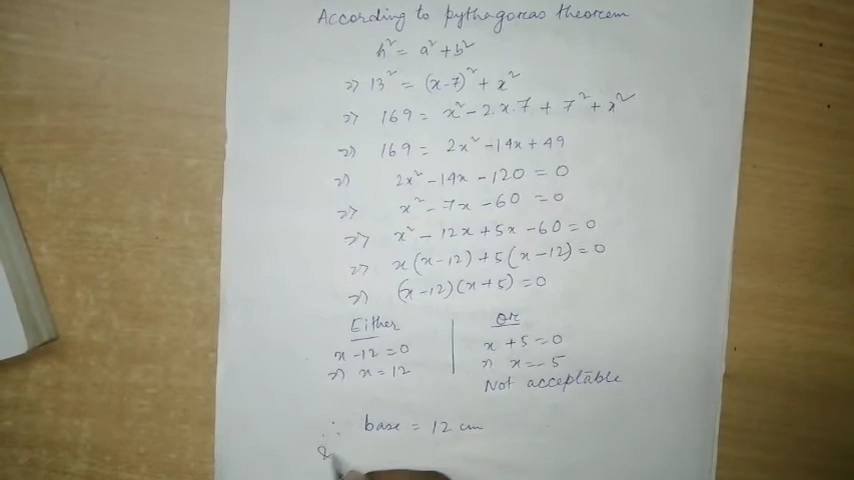 According to pythagoreas theorem
h² = a² + b²
⇒ 13² = (x-7)² + x²
⇒ 169 = x² - 2.x.7 + 7² + x²
⇒ 169 = 2x² - 14x + 49
⇒ 2x² - 14x - 120 = 0
⇒ x² - 7x - 60 = 0
⇒ x² - 12x + 5x - 60 = 0
⇒ x(x-12) + 5(x-12) = 0
⇒ (x-12)(x+5) = 0
Either
x - 12 = 0
⇒ x = 12
OR
x + 5 = 0
⇒ x = -5
Not acceptable
∴ base = 12 cm
&